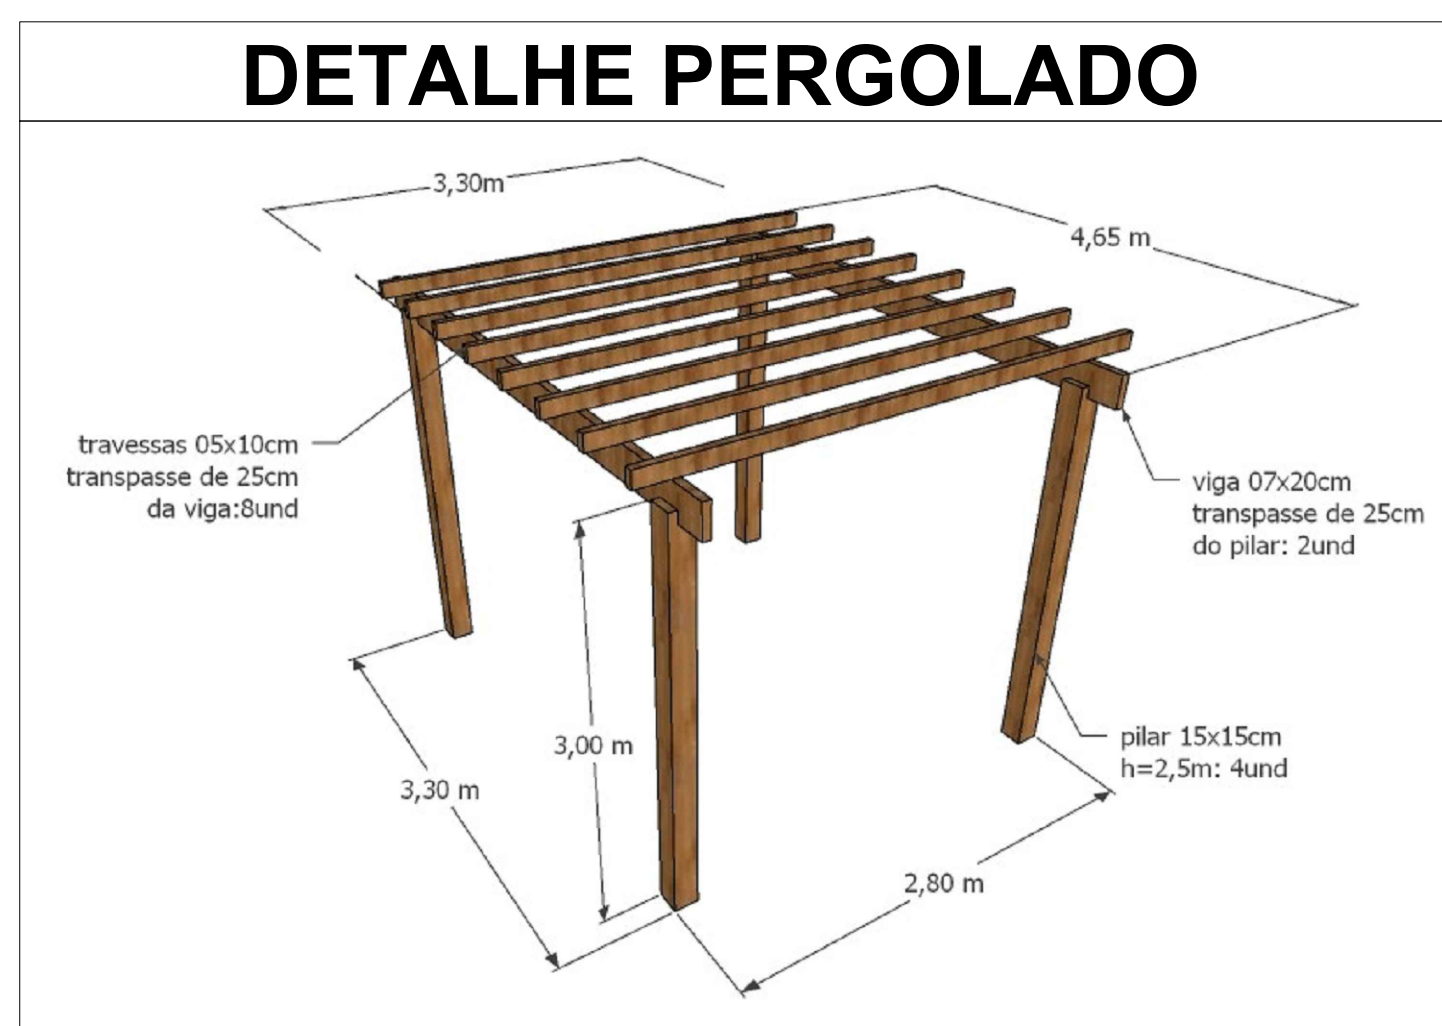 DETALHE PERGOLADO
3,30m
4,65 m
travessas 05x10cm
transpasse de 25cm
da viga:8und
viga 07x20cm
transpasse de 25cm
do pilar: 2und
3,00 m
pilar 15x15cm
h=2,5m: 4und
3,30 m
2,80 m